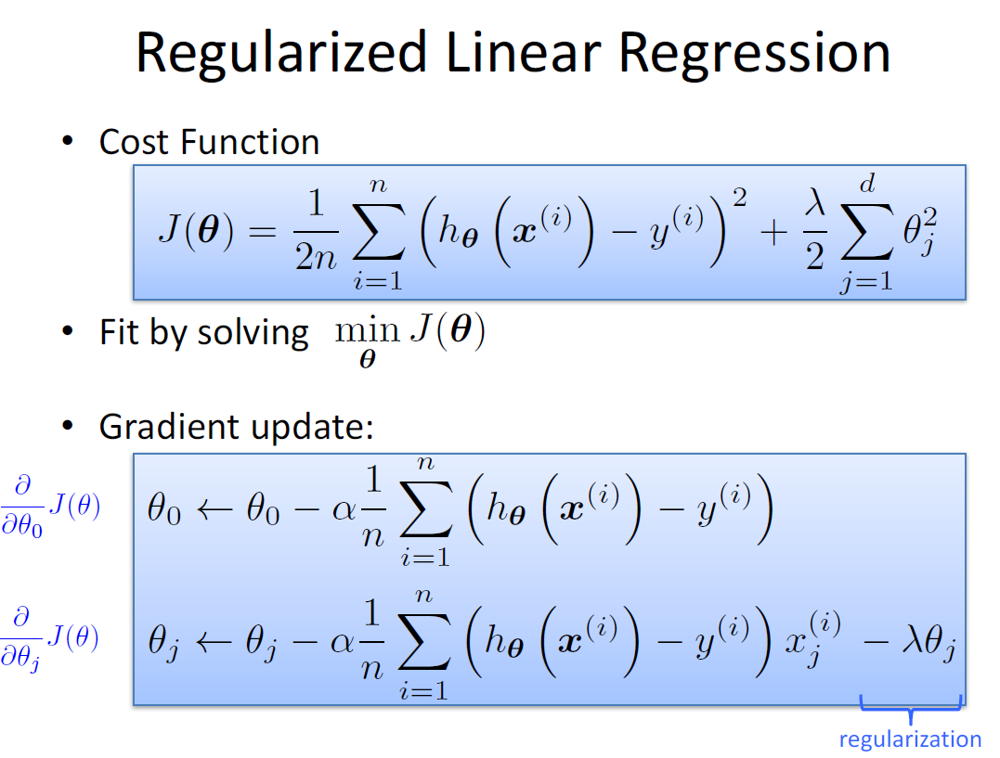 Regularized Linear Regression
• Cost Function
$J(\boldsymbol{\theta}) = \frac{1}{2n} \sum_{i=1}^{n} \left( h_{\boldsymbol{\theta}} \left( \boldsymbol{x}^{(i)} \right) - y^{(i)} \right)^2 + \frac{\lambda}{2} \sum_{j=1}^{d} \theta_j^2$
• Fit by solving $\min_{\boldsymbol{\theta}} J(\boldsymbol{\theta})$
• Gradient update:
$\frac{\partial}{\partial \theta_0} J(\theta)$ $\theta_0 \leftarrow \theta_0 - \alpha \frac{1}{n} \sum_{i=1}^{n} \left( h_{\boldsymbol{\theta}} \left( \boldsymbol{x}^{(i)} \right) - y^{(i)} \right)$
$\frac{\partial}{\partial \theta_j} J(\theta)$ $\theta_j \leftarrow \theta_j - \alpha \frac{1}{n} \sum_{i=1}^{n} \left( h_{\boldsymbol{\theta}} \left( \boldsymbol{x}^{(i)} \right) - y^{(i)} \right) x_j^{(i)} - \lambda \theta_j$
regularization